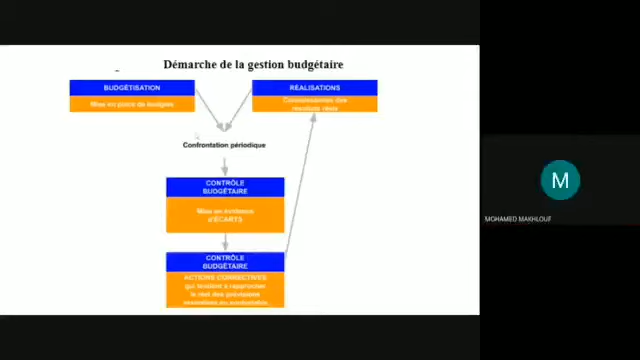 Démarche de la gestion budgétaire
BUDGÉTISATION
Mise en place de budgets
RÉALISATIONS
Connaissance des
résultats réels
Confrontation périodique
CONTRÔLE
BUDGÉTAIRE
Mise en évidence
d'ÉCARTS
CONTRÔLE
BUDGÉTAIRE
ACTIONS CORRECTIVES
qui tendent à rapprocher
le réel des prévisions
M
MOHAMED MAKHLOUF